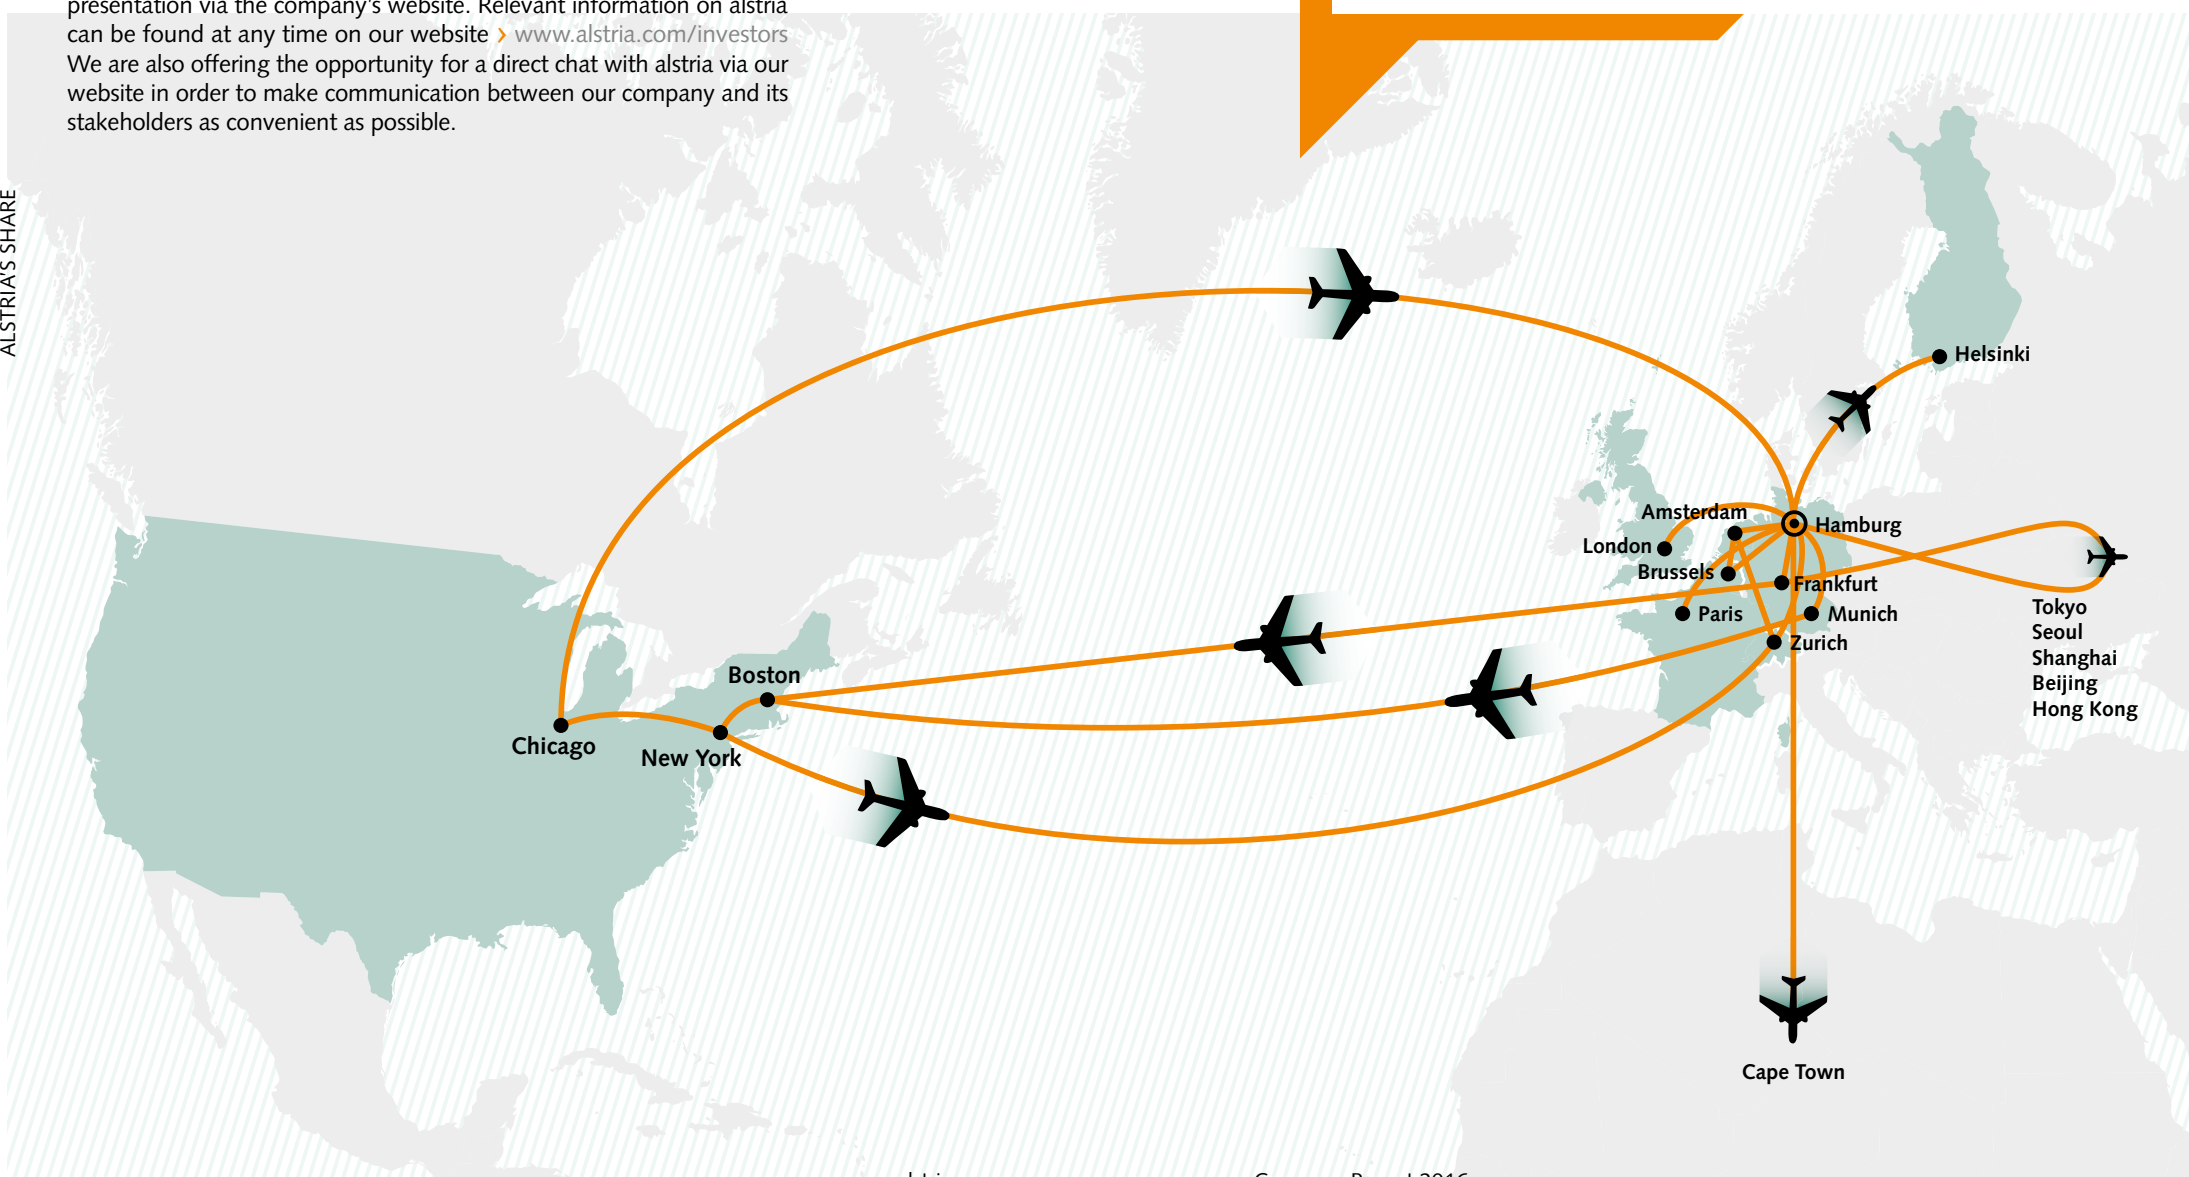 presentation via the company's website. Relevant information on alstria
can be found at any time on our website › www.alstria.com/investors
We are also offering the opportunity for a direct chat with alstria via our
website in order to make communication between our company and its
stakeholders as convenient as possible.
ALSTRIA'S SHARE
Helsinki
Amsterdam
Hamburg
London
Brussels
Frankfurt
Paris
Munich
Zurich
Tokyo
Seoul
Shanghai
Beijing
Hong Kong
Boston
Chicago
New York
Cape Town